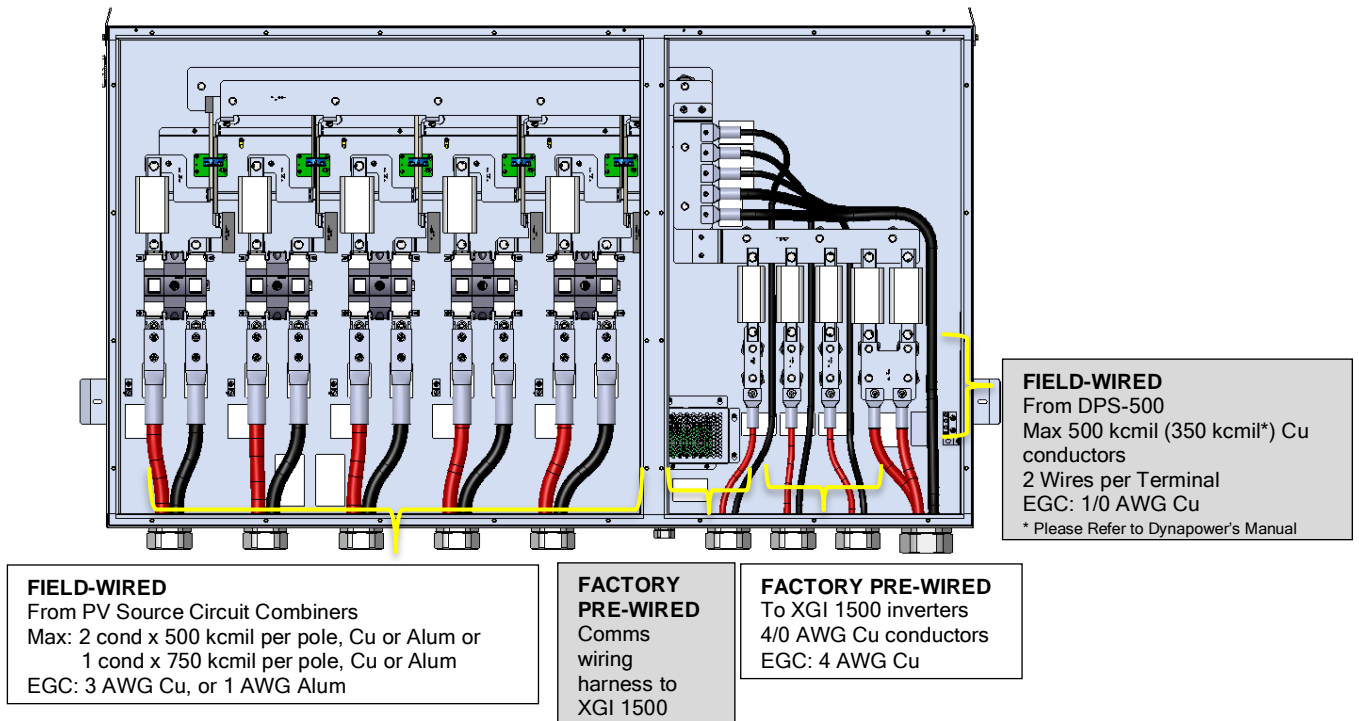 FIELD-WIRED
From DPS-500
Max 500 kcmil (350 kcmil*) Cu
conductors
2 Wires per Terminal
EGC: 1/0 AWG Cu
* Please Refer to Dynapower's Manual
FIELD-WIRED
From PV Source Circuit Combiners
Max: 2 cond x 500 kcmil per pole, Cu or Alum or
1 cond x 750 kcmil per pole, Cu or Alum
EGC: 3 AWG Cu, or 1 AWG Alum
FACTORY
PRE-WIRED
Comms
wiring
harness to
XGI 1500
FACTORY PRE-WIRED
To XGI 1500 inverters
4/0 AWG Cu conductors
EGC: 4 AWG Cu